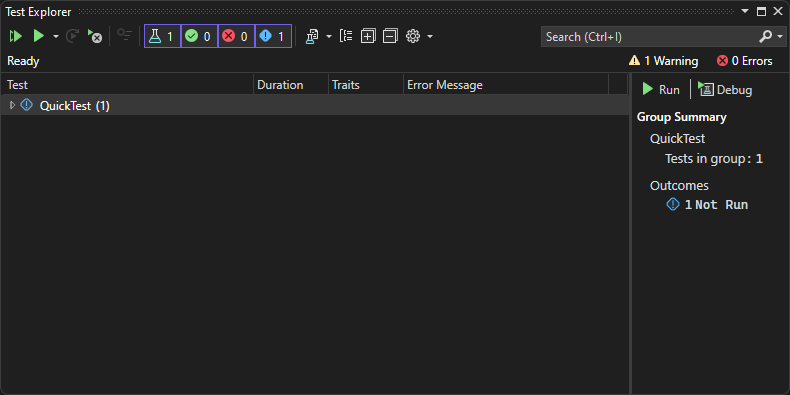 Test Explorer
1 0 0 1
Search (Ctrl+I)
Ready
1 Warning 0 Errors
Test Duration Traits Error Message
Run Debug
QuickTest (1)
Group Summary
QuickTest
Tests in group: 1
Outcomes
1 Not Run